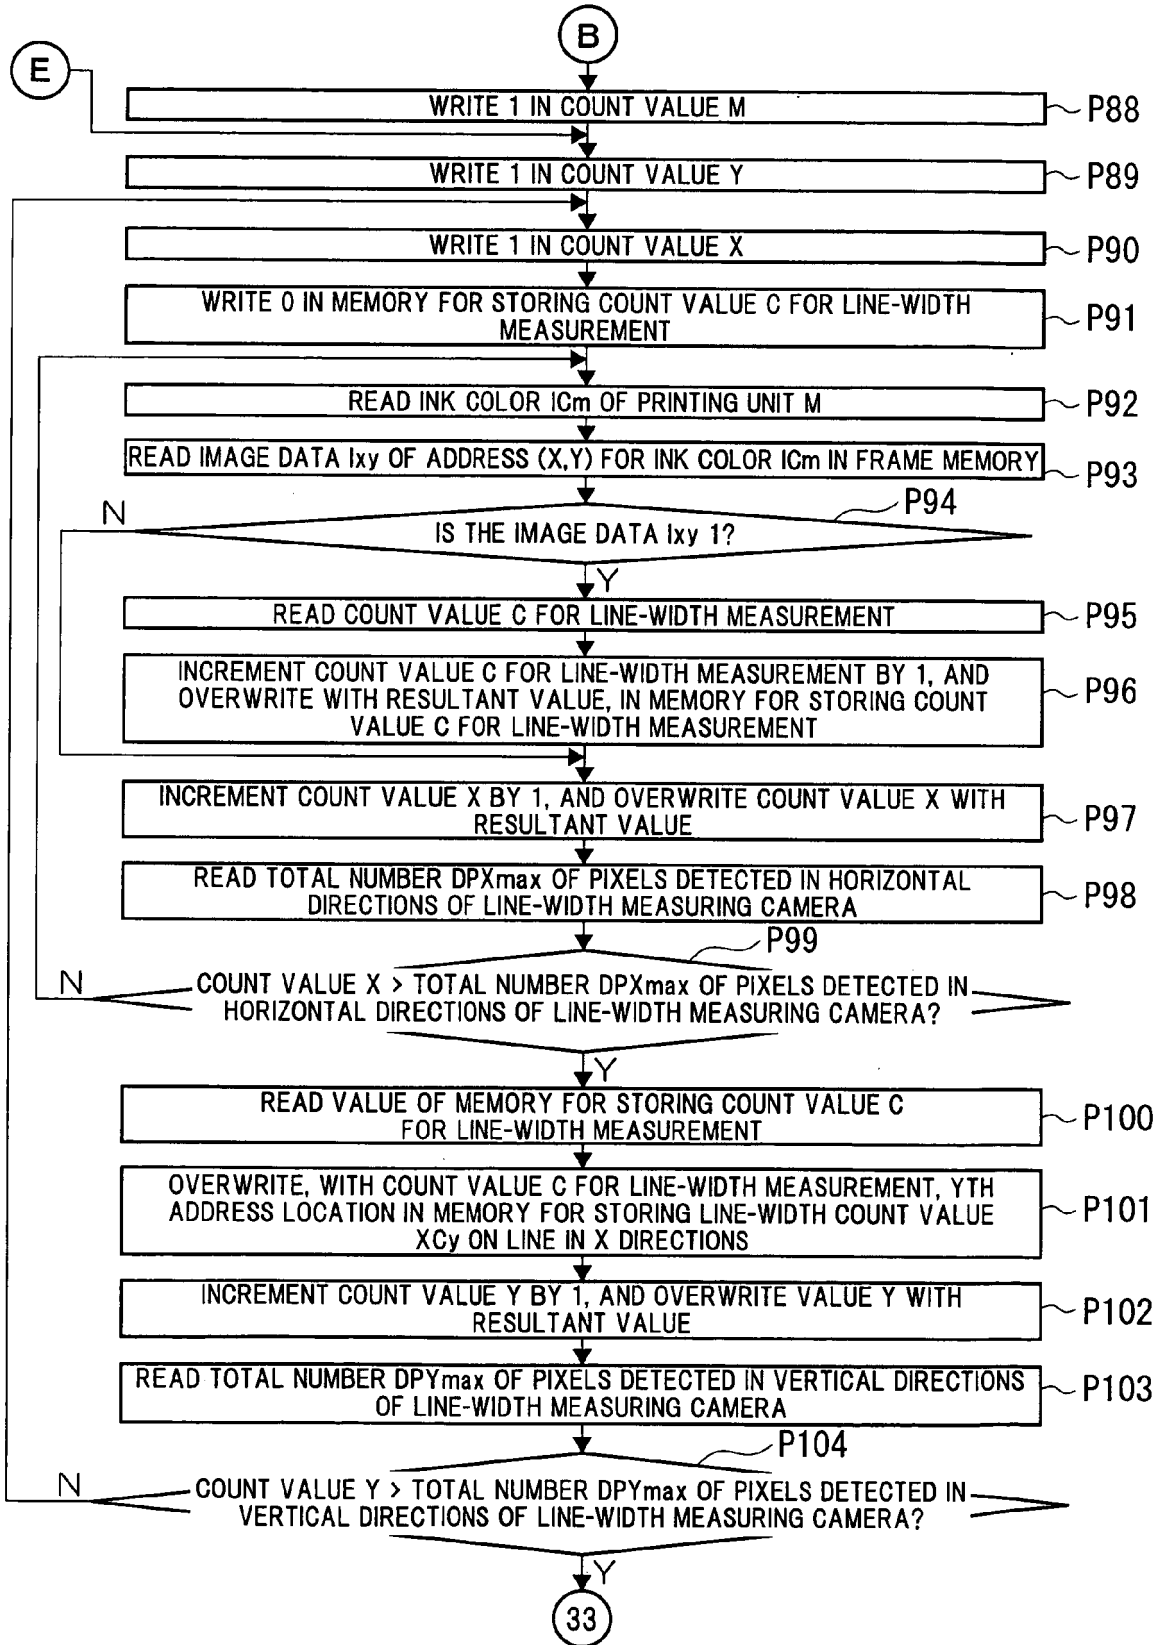 B
E
WRITE 1 IN COUNT VALUE M
P88
WRITE 1 IN COUNT VALUE Y
P89
WRITE 1 IN COUNT VALUE X
P90
WRITE 0 IN MEMORY FOR STORING COUNT VALUE C FOR LINE-WIDTH
MEASUREMENT
P91
READ INK COLOR ICm OF PRINTING UNIT M
P92
READ IMAGE DATA Ixy OF ADDRESS (X,Y) FOR INK COLOR ICm IN FRAME MEMORY
P93
N
P94
IS THE IMAGE DATA Ixy 1?
Y
READ COUNT VALUE C FOR LINE-WIDTH MEASUREMENT
P95
INCREMENT COUNT VALUE C FOR LINE-WIDTH MEASUREMENT BY 1, AND
OVERWRITE WITH RESULTANT VALUE, IN MEMORY FOR STORING COUNT
VALUE C FOR LINE-WIDTH MEASUREMENT
P96
INCREMENT COUNT VALUE X BY 1, AND OVERWRITE COUNT VALUE X WITH
RESULTANT VALUE
P97
READ TOTAL NUMBER DPXmax OF PIXELS DETECTED IN HORIZONTAL
DIRECTIONS OF LINE-WIDTH MEASURING CAMERA
P98
P99
N
COUNT VALUE X > TOTAL NUMBER DPXmax OF PIXELS DETECTED IN
HORIZONTAL DIRECTIONS OF LINE-WIDTH MEASURING CAMERA?
Y
READ VALUE OF MEMORY FOR STORING COUNT VALUE C
FOR LINE-WIDTH MEASUREMENT
P100
OVERWRITE, WITH COUNT VALUE C FOR LINE-WIDTH MEASUREMENT, YTH
ADDRESS LOCATION IN MEMORY FOR STORING LINE-WIDTH COUNT VALUE
XCy ON LINE IN X DIRECTIONS
P101
INCREMENT COUNT VALUE Y BY 1, AND OVERWRITE VALUE Y WITH
RESULTANT VALUE
P102
READ TOTAL NUMBER DPYmax OF PIXELS DETECTED IN VERTICAL DIRECTIONS
OF LINE-WIDTH MEASURING CAMERA
P103
P104
N
COUNT VALUE Y > TOTAL NUMBER DPYmax OF PIXELS DETECTED IN
VERTICAL DIRECTIONS OF LINE-WIDTH MEASURING CAMERA?
Y
33